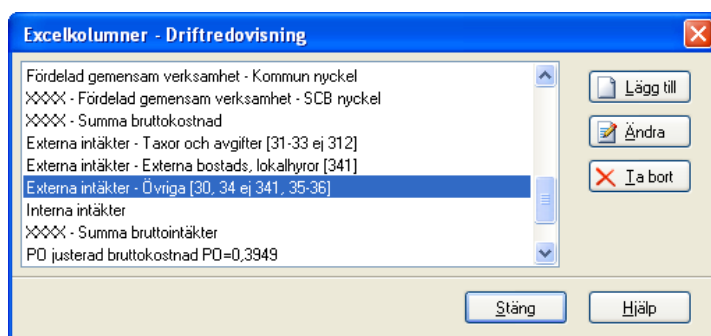 Excelkolumner - Driftredovisning
Fördelad gemensam verksamhet - Kommun nyckel
XXXX - Fördelad gemensam verksamhet - SCB nyckel
XXXX - Summa bruttokostnad
Externa intäkter - Taxor och avgifter [31-33 ej 312]
Externa intäkter - Externa bostads, lokalhyror [341]
Externa intäkter - Övriga [30, 34 ej 341, 35-36]
Interna intäkter
XXXX - Summa bruttointäkter
PO justerad bruttokostnad PO=0,3949
Lägg till
Ändra
Ta bort
Stäng
Hjälp